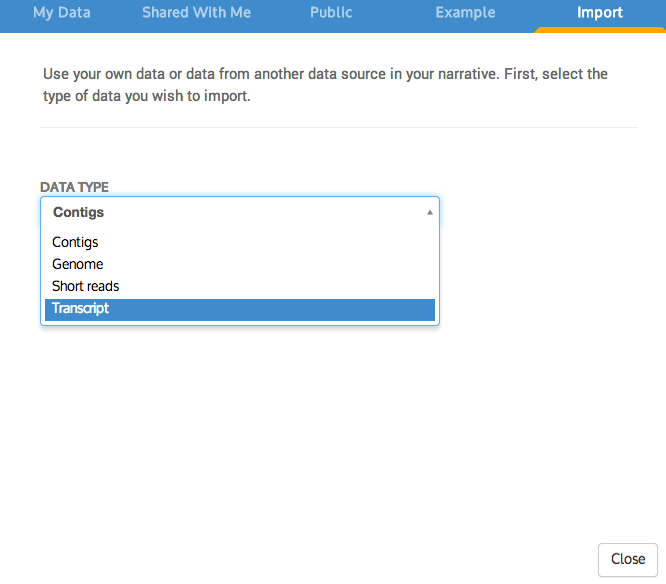 My Data Shared With Me Public Example Import
Use your own data or data from another data source in your narrative. First, select the
type of data you wish to import.
DATA TYPE
Contigs
Contigs
Genome
Short reads
Transcript
Close